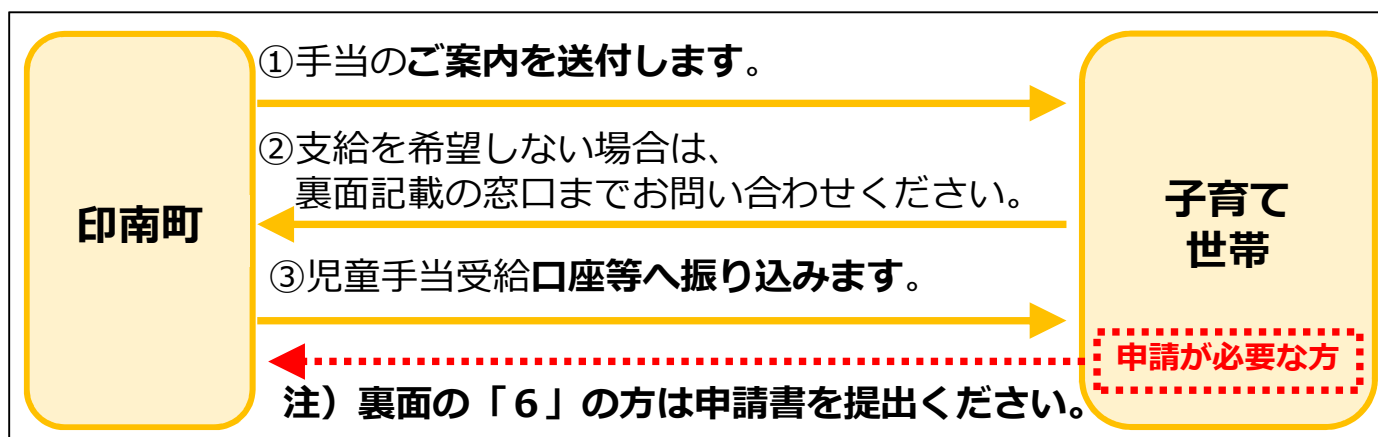 ①手当のご案内を送付します。
②支給を希望しない場合は、
裏面記載の窓口までお問い合わせください。
印南町
子育て
世帯
③児童手当受給口座等へ振り込みます。
申請が必要な方
注）裏面の「６」の方は申請書を提出ください。